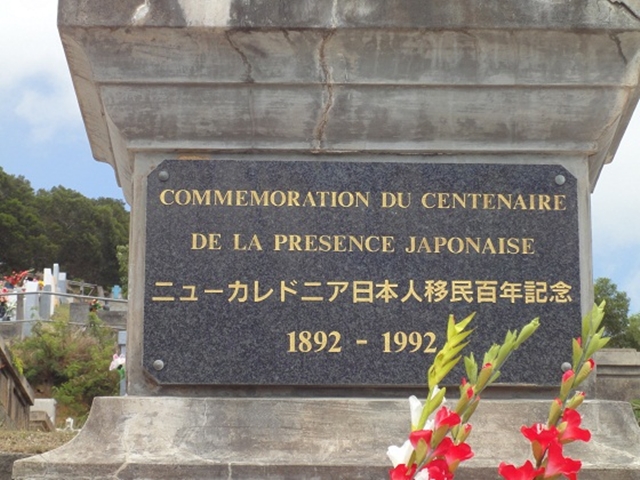 COMMEMORATION DU CENTENAIRE
DE LA PRESENCE JAPONAISE
ニューカレドニア日本人移民百年記念
1892 - 1992